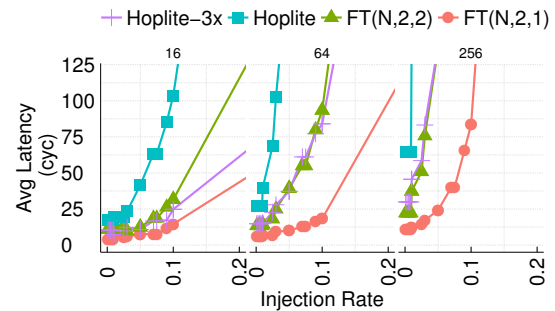 Hoplite-3x Hoplite FT(N,2,2) FT(N,2,1)
16 64 256
125
100
75
50
25
0
Avg Latency
(cyc)
0 0.1 0.2 0 0.1 0.2 0 0.1 0.2
Injection Rate